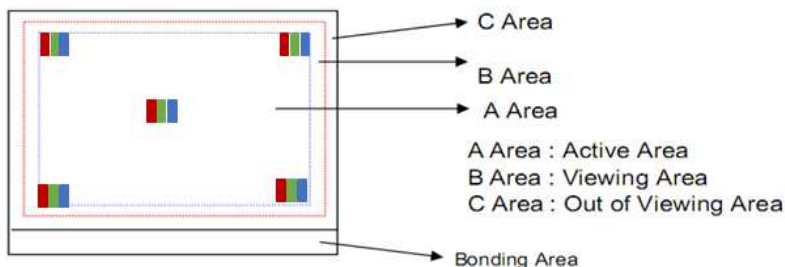 C Area
B Area
A Area
A Area : Active Area
B Area : Viewing Area
C Area : Out of Viewing Area
Bonding Area